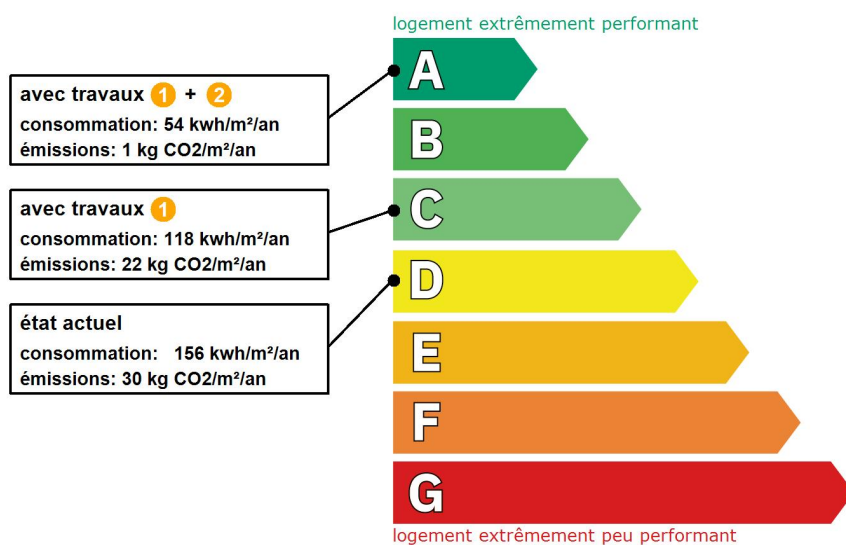 logement extrêmement performant
avec travaux 1 + 2
consommation: 54 kwh/m²/an
émissions: 1 kg CO2/m²/an
avec travaux 1
consommation: 118 kwh/m²/an
émissions: 22 kg CO2/m²/an
état actuel
consommation: 156 kwh/m²/an
émissions: 30 kg CO2/m²/an
A
B
C
D
E
F
G
logement extrêmement peu performant